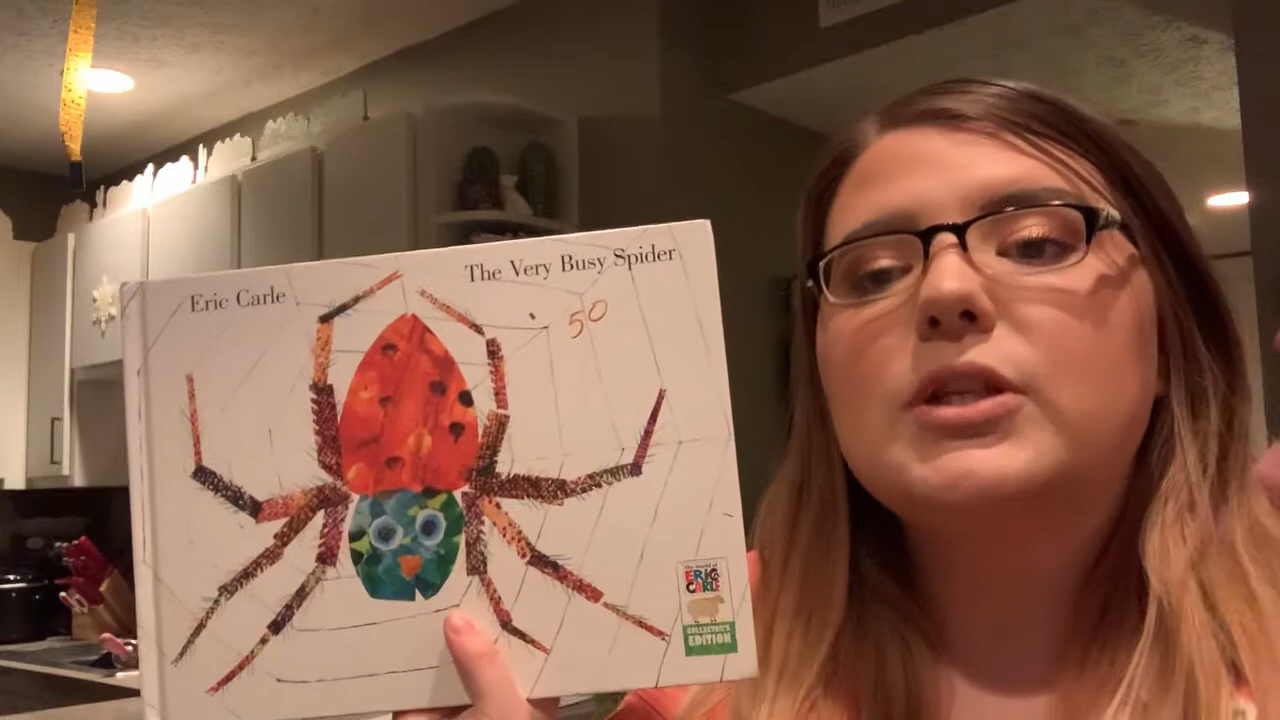 Eric Carle
The Very Busy Spider
50
The World of
ERIC
CARLE
COLLECTOR'S
EDITION